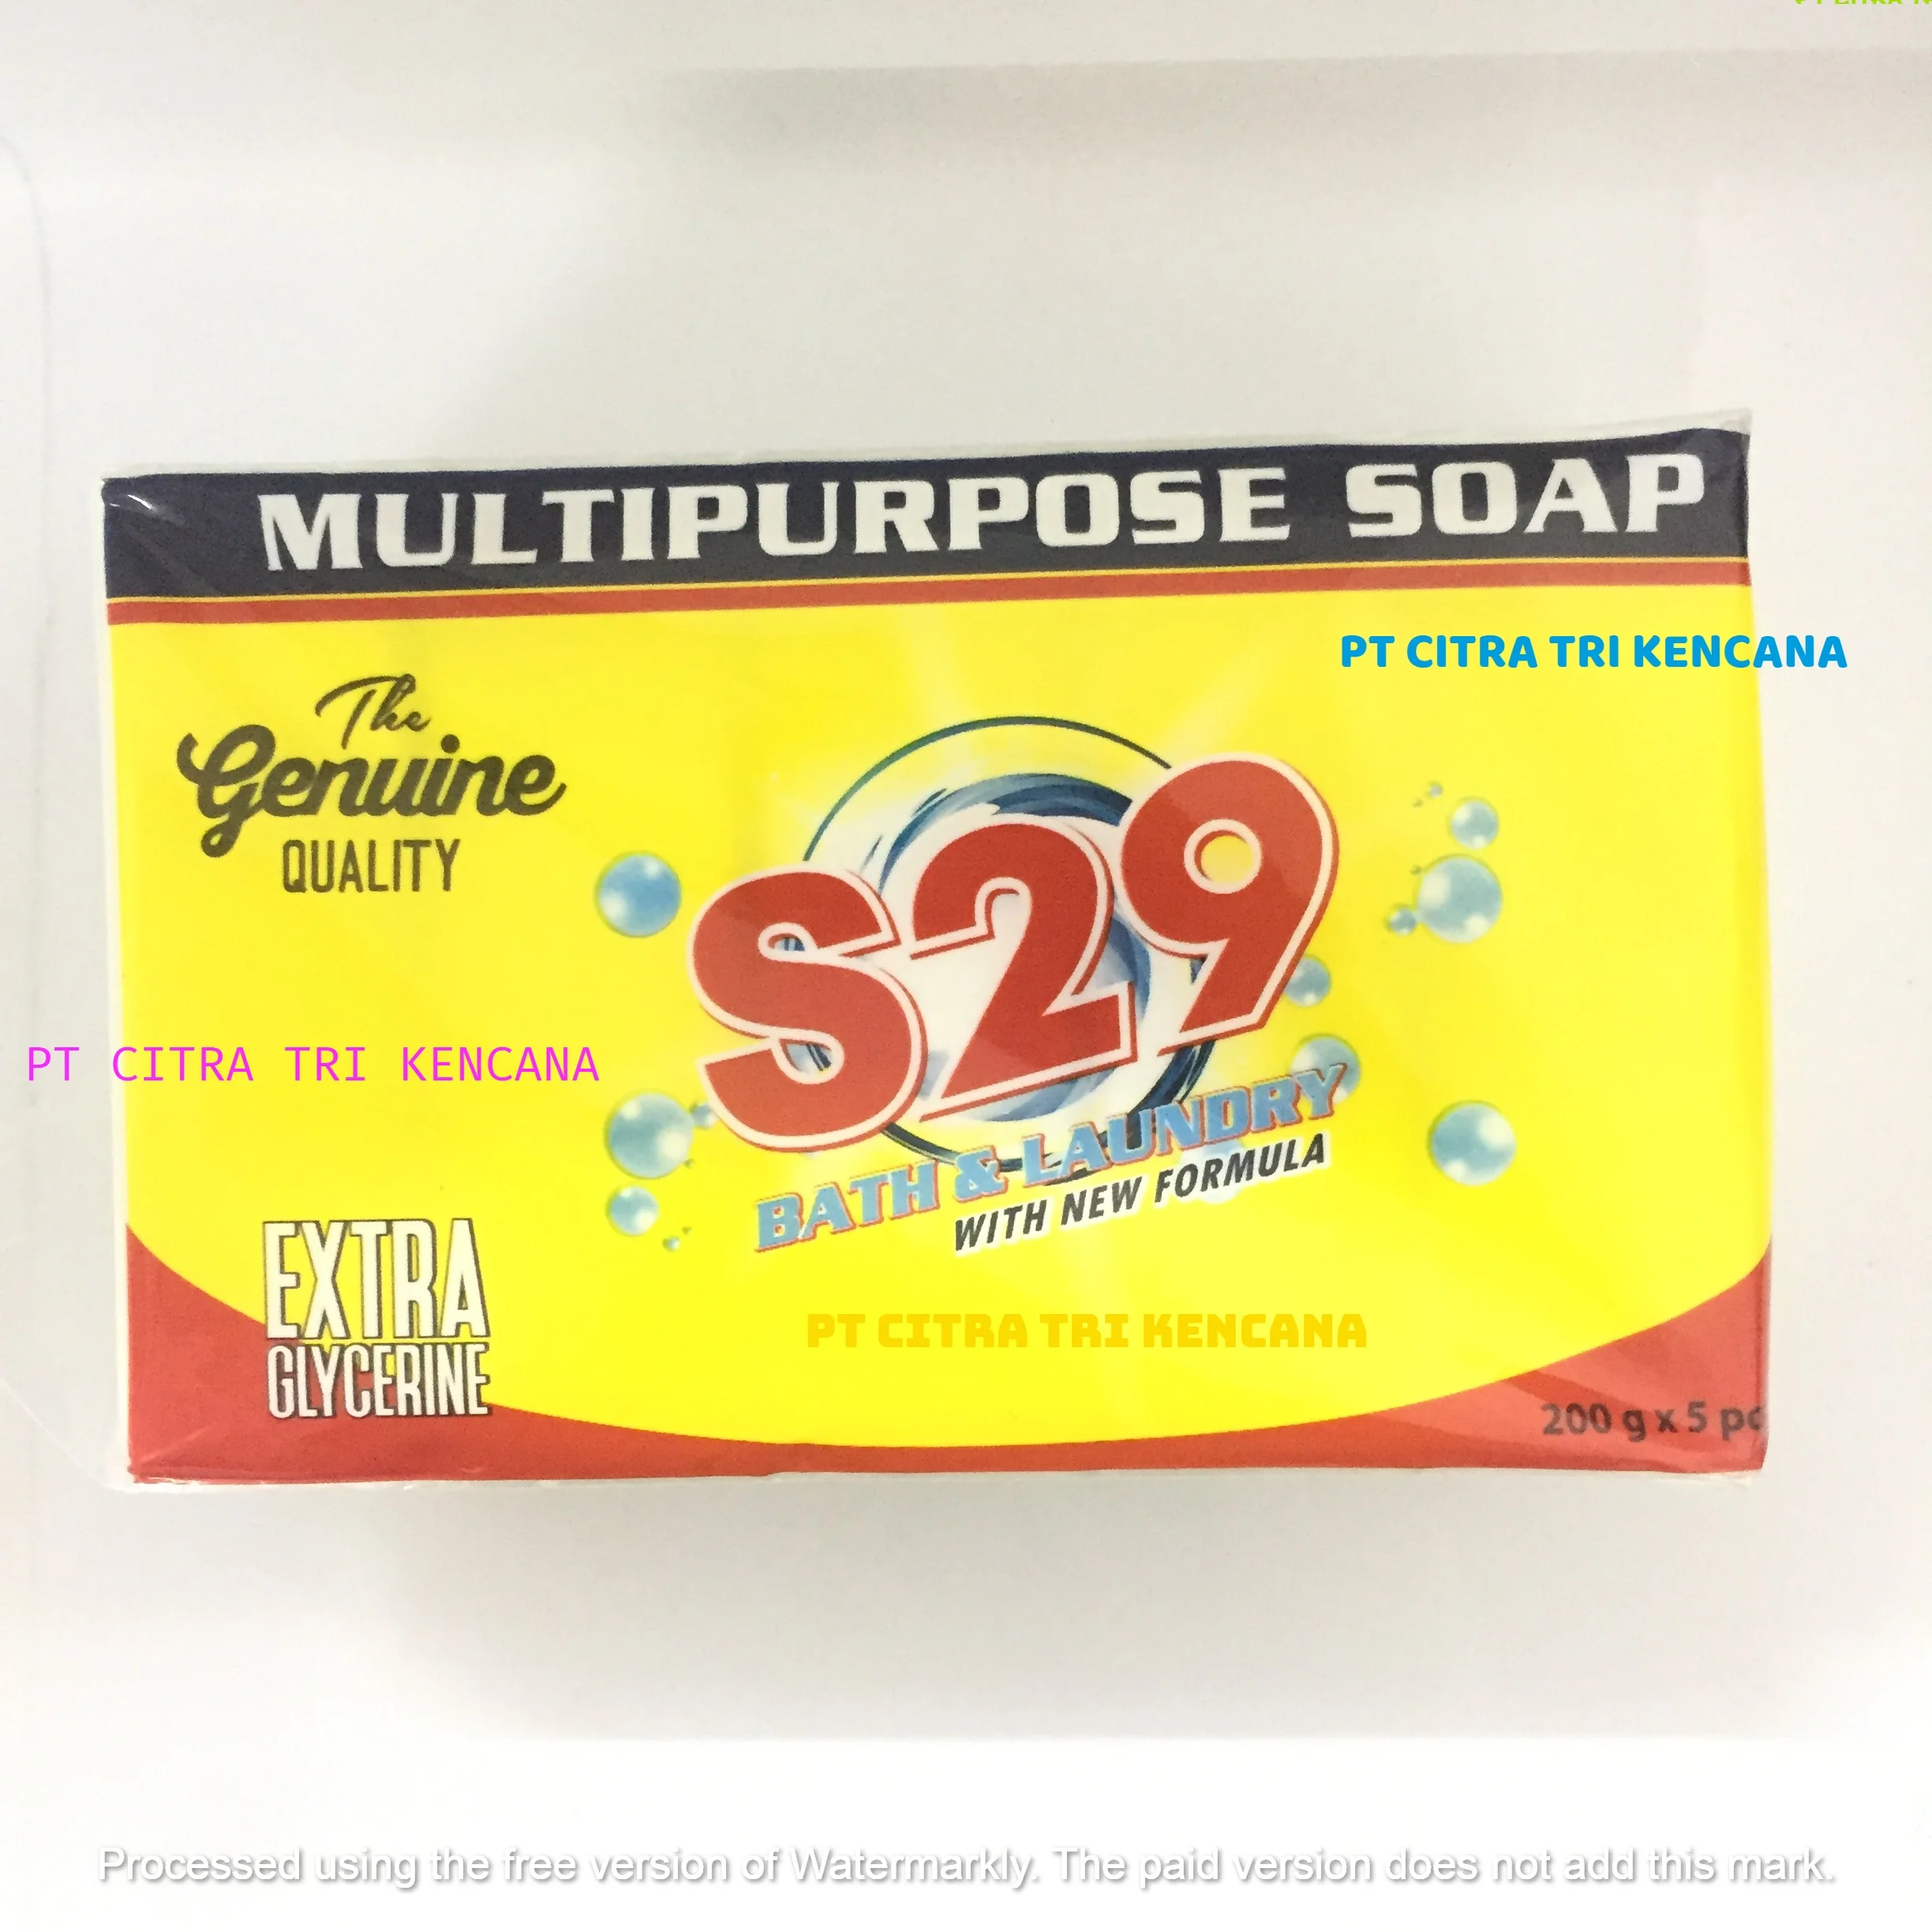 MULTIPURPOSE SOAP
PT CITRA TRI KENCANA
The
Genuine
QUALITY
S29
PT CITRA TRI KENCANA
BATH & LAUNDRY
WITH NEW FORMULA
EXTRA
GLYCERINE
PT CITRA TRI KENCANA
200 g x 5 pc
Processed using the free version of Watermarkly. The paid version does not add this mark.